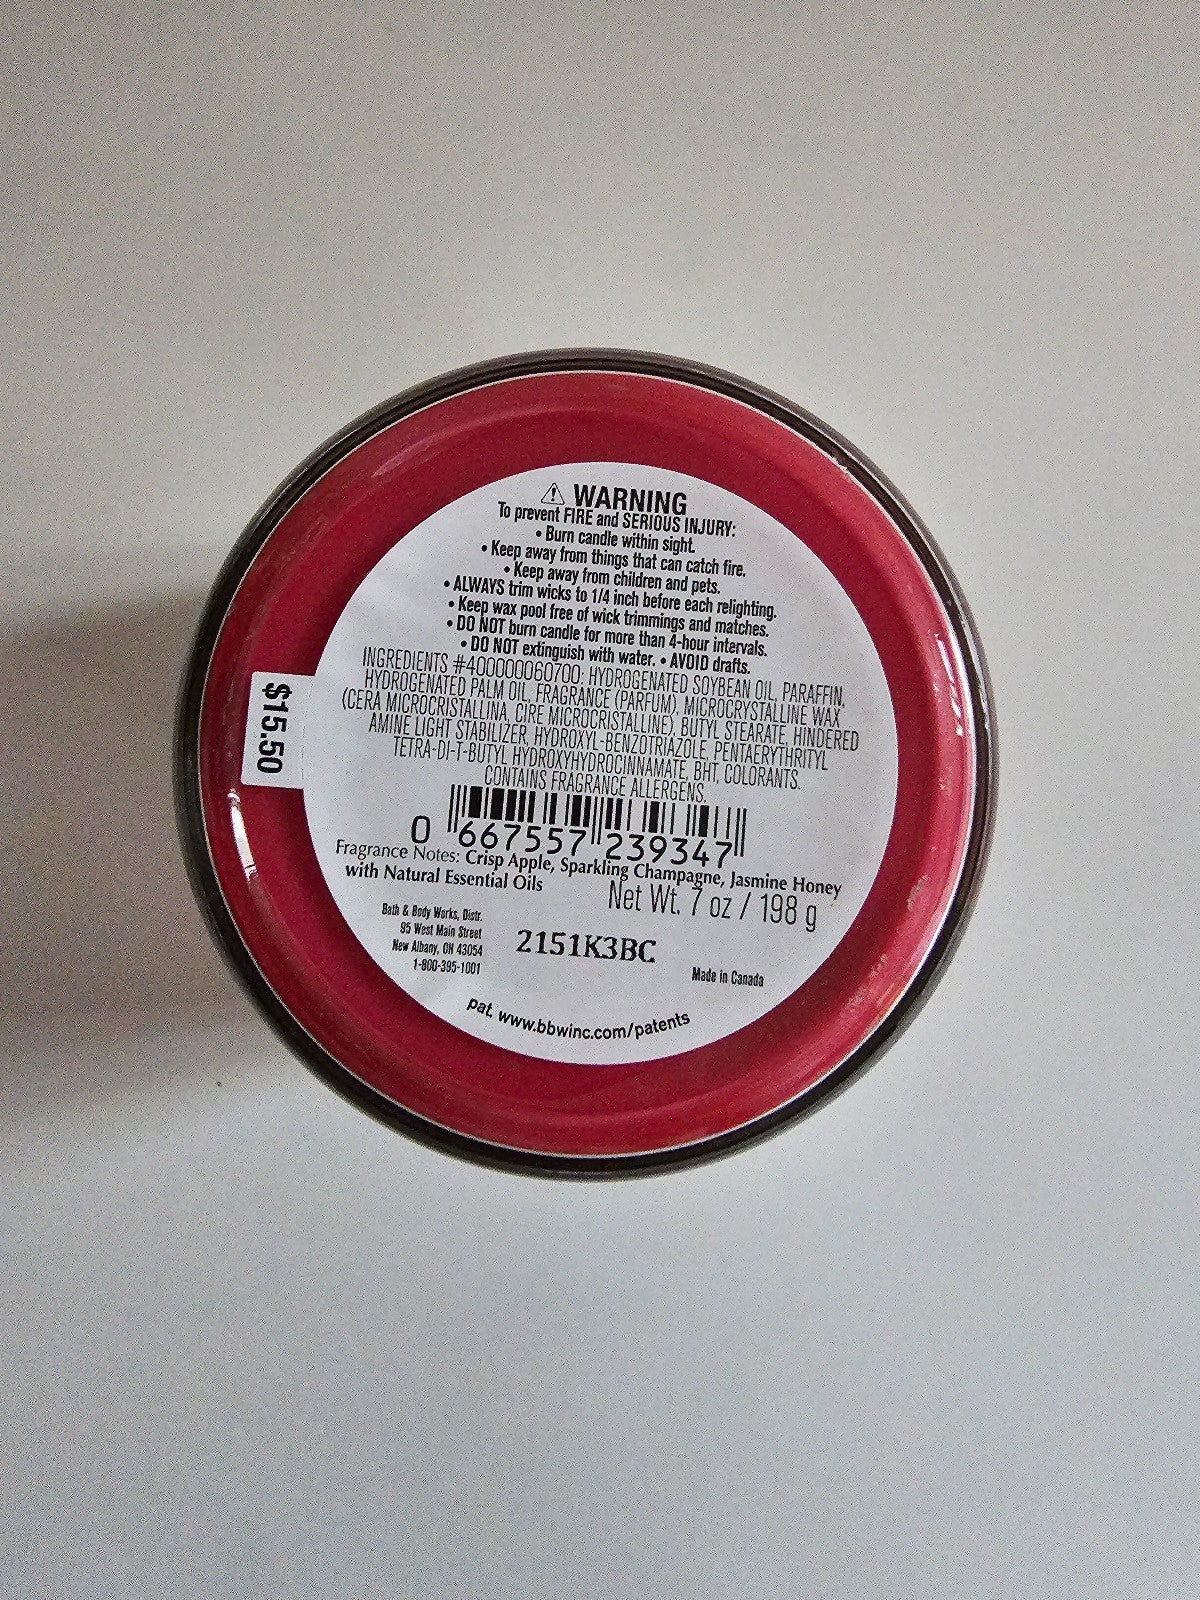 ⚠ WARNING
To prevent FIRE and SERIOUS INJURY:
• Burn candle within sight.
• Keep away from things that can catch fire.
• Keep away from children and pets.
• ALWAYS trim wicks to 1/4 inch before each relighting.
• Keep wax pool free of wick trimmings and matches.
• DO NOT burn candle for more than 4-hour intervals.
• DO NOT extinguish with water. • AVOID drafts.
INGREDIENTS #400000060700: HYDROGENATED SOYBEAN OIL, PARAFFIN,
HYDROGENATED PALM OIL, FRAGRANCE (PARFUM), MICROCRYSTALLINE WAX
(CERA MICROCRISTALLINA, CIRE MICROCRISTALLINE), BUTYL STEARATE, HINDERED
AMINE LIGHT STABILIZER, HYDROXYL-BENZOTRIAZOLE, PENTAERYTHRITYL
TETRA-DI-T-BUTYL HYDROXYHYDROCINNAMATE, BHT, COLORANTS.
CONTAINS FRAGRANCE ALLERGENS.
0 667557 239347
Fragrance Notes: Crisp Apple, Sparkling Champagne, Jasmine Honey
with Natural Essential Oils
Net Wt. 7 oz / 198 g
Bath & Body Works, Distr.
95 West Main Street
New Albany, OH 43054
1-800-395-1001
2151K3BC
Made in Canada
pat. www.bbwinc.com/patents
$15.50